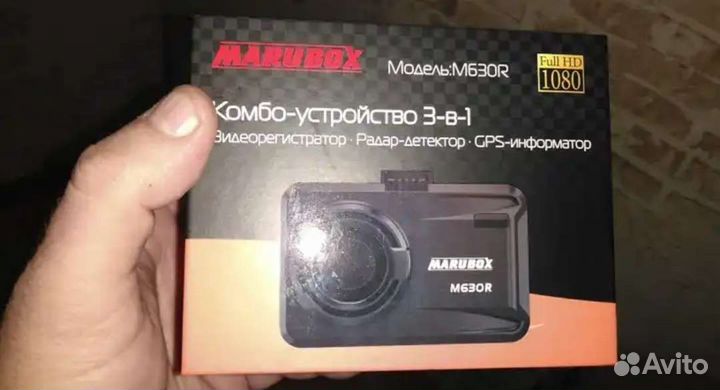 MARUBOX
Модель:M630R
Full HD
1080
Комбо-устройство 3-в-1
Видеорегистратор · Радар-детектор · GPS-информатор
MARUBOX
M630R
Avito